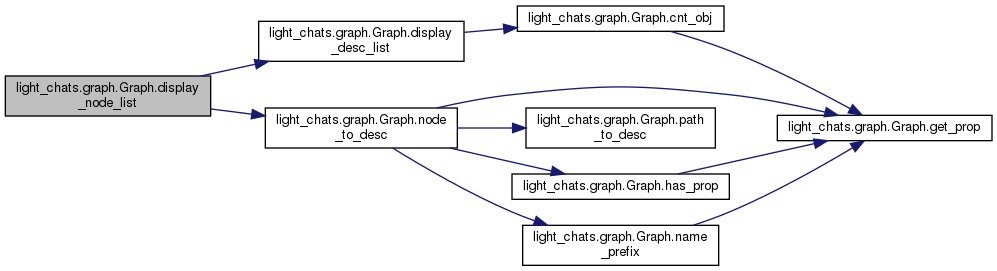 light_chats.graph.Graph.display
_node_list
light_chats.graph.Graph.display
_desc_list
light_chats.graph.Graph.cnt_obj
light_chats.graph.Graph.node
_to_desc
light_chats.graph.Graph.path
_to_desc
light_chats.graph.Graph.has_prop
light_chats.graph.Graph.name
_prefix
light_chats.graph.Graph.get_prop